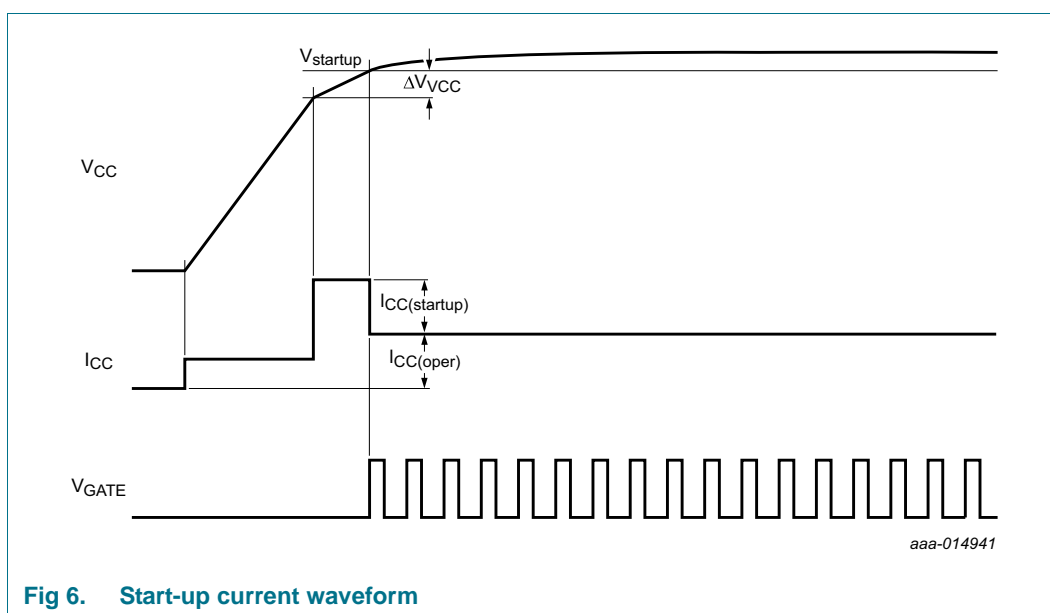 Vstartup
ΔVVCC
VCC
ICC(startup)
ICC
ICC(oper)
VGATE
aaa-014941
Fig 6. Start-up current waveform